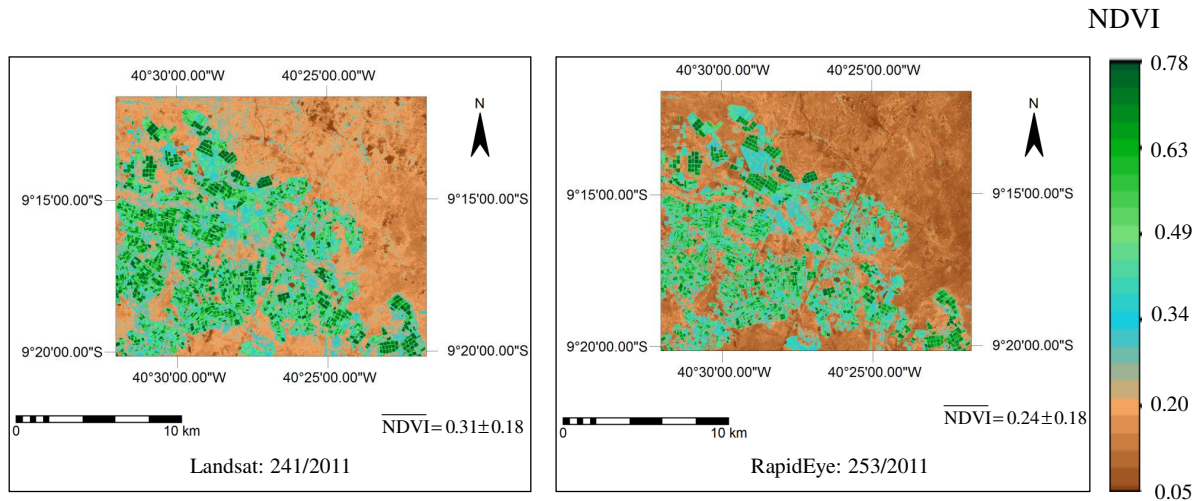 NDVI
40°30'00.00"W 40°25'00.00"W
N
9°15'00.00"S
9°20'00.00"S
9°15'00.00"S
9°20'00.00"S
40°30'00.00"W 40°25'00.00"W
0 10 km
NDVI=0.31±0.18
Landsat: 241/2011
40°30'00.00"W 40°25'00.00"W
N
9°15'00.00"S
9°20'00.00"S
9°15'00.00"S
9°20'00.00"S
40°30'00.00"W 40°25'00.00"W
0 10 km
NDVI=0.24±0.18
RapidEye: 253/2011
0.78
0.63
0.49
0.34
0.20
0.05